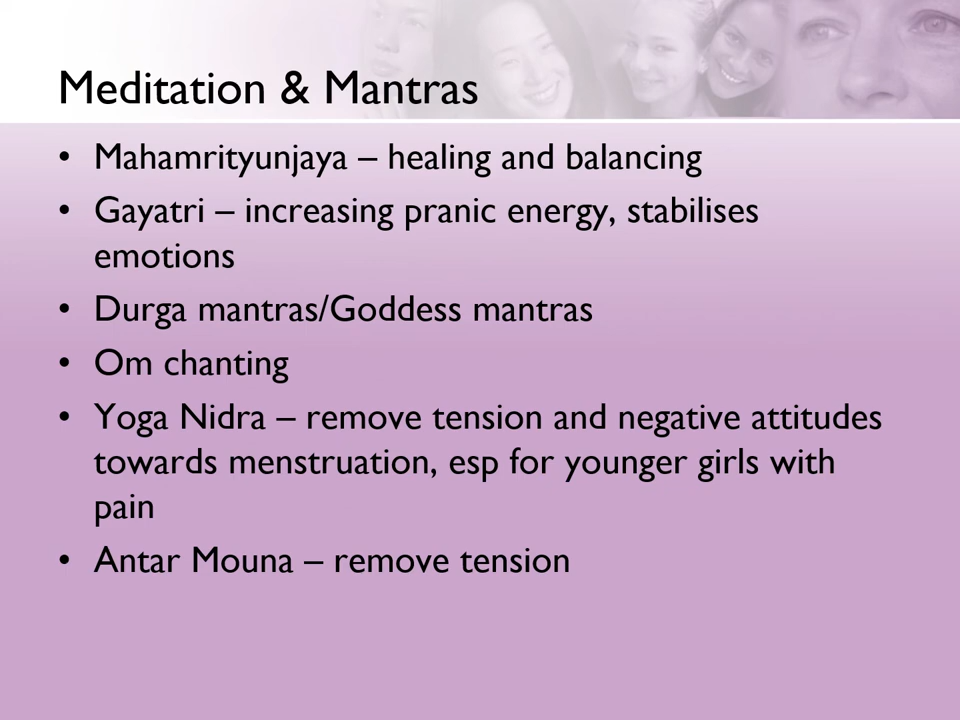 Meditation & Mantras
• Mahamrityunjaya – healing and balancing
• Gayatri – increasing pranic energy, stabilises
emotions
• Durga mantras/Goddess mantras
• Om chanting
• Yoga Nidra – remove tension and negative attitudes
towards menstruation, esp for younger girls with
pain
• Antar Mouna – remove tension